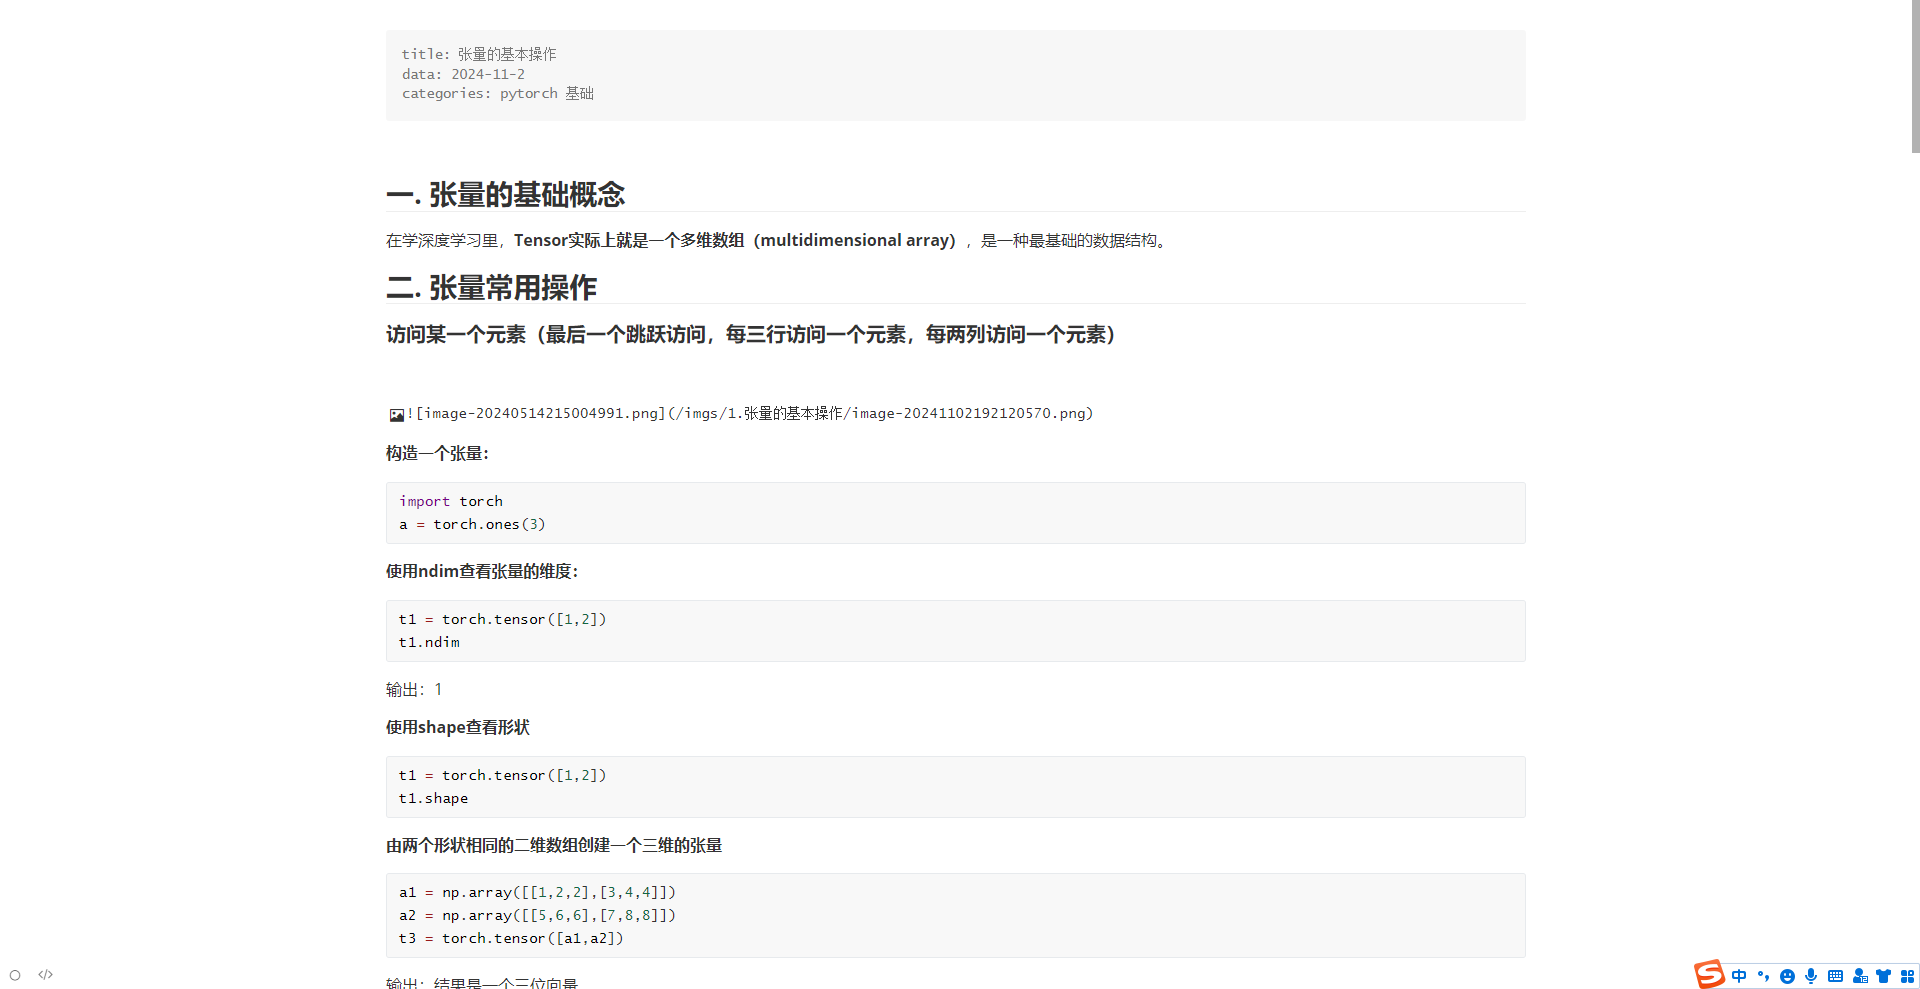 title: 张量的基本操作
data: 2024-11-2
categories: pytorch 基础
一. 张量的基础概念
在学深度学习里，Tensor实际上就是一个多维数组（multidimensional array），是一种最基础的数据结构。
二. 张量常用操作
访问某一个元素（最后一个跳跃访问，每三行访问一个元素，每两列访问一个元素）
![image-20240514215004991.png](/imgs/1.张量的基本操作/image-20241102192120570.png)
构造一个张量：
import torch
a = torch.ones(3)
使用ndim查看张量的维度：
t1 = torch.tensor([1,2])
t1.ndim
输出：1
使用shape查看形状
t1 = torch.tensor([1,2])
t1.shape
由两个形状相同的二维数组创建一个三维的张量
a1 = np.array([[1,2,2],[3,4,4]])
a2 = np.array([[5,6,6],[7,8,8]])
t3 = torch.tensor([a1,a2])
输出：结果是一个三位向量
</>
S 中